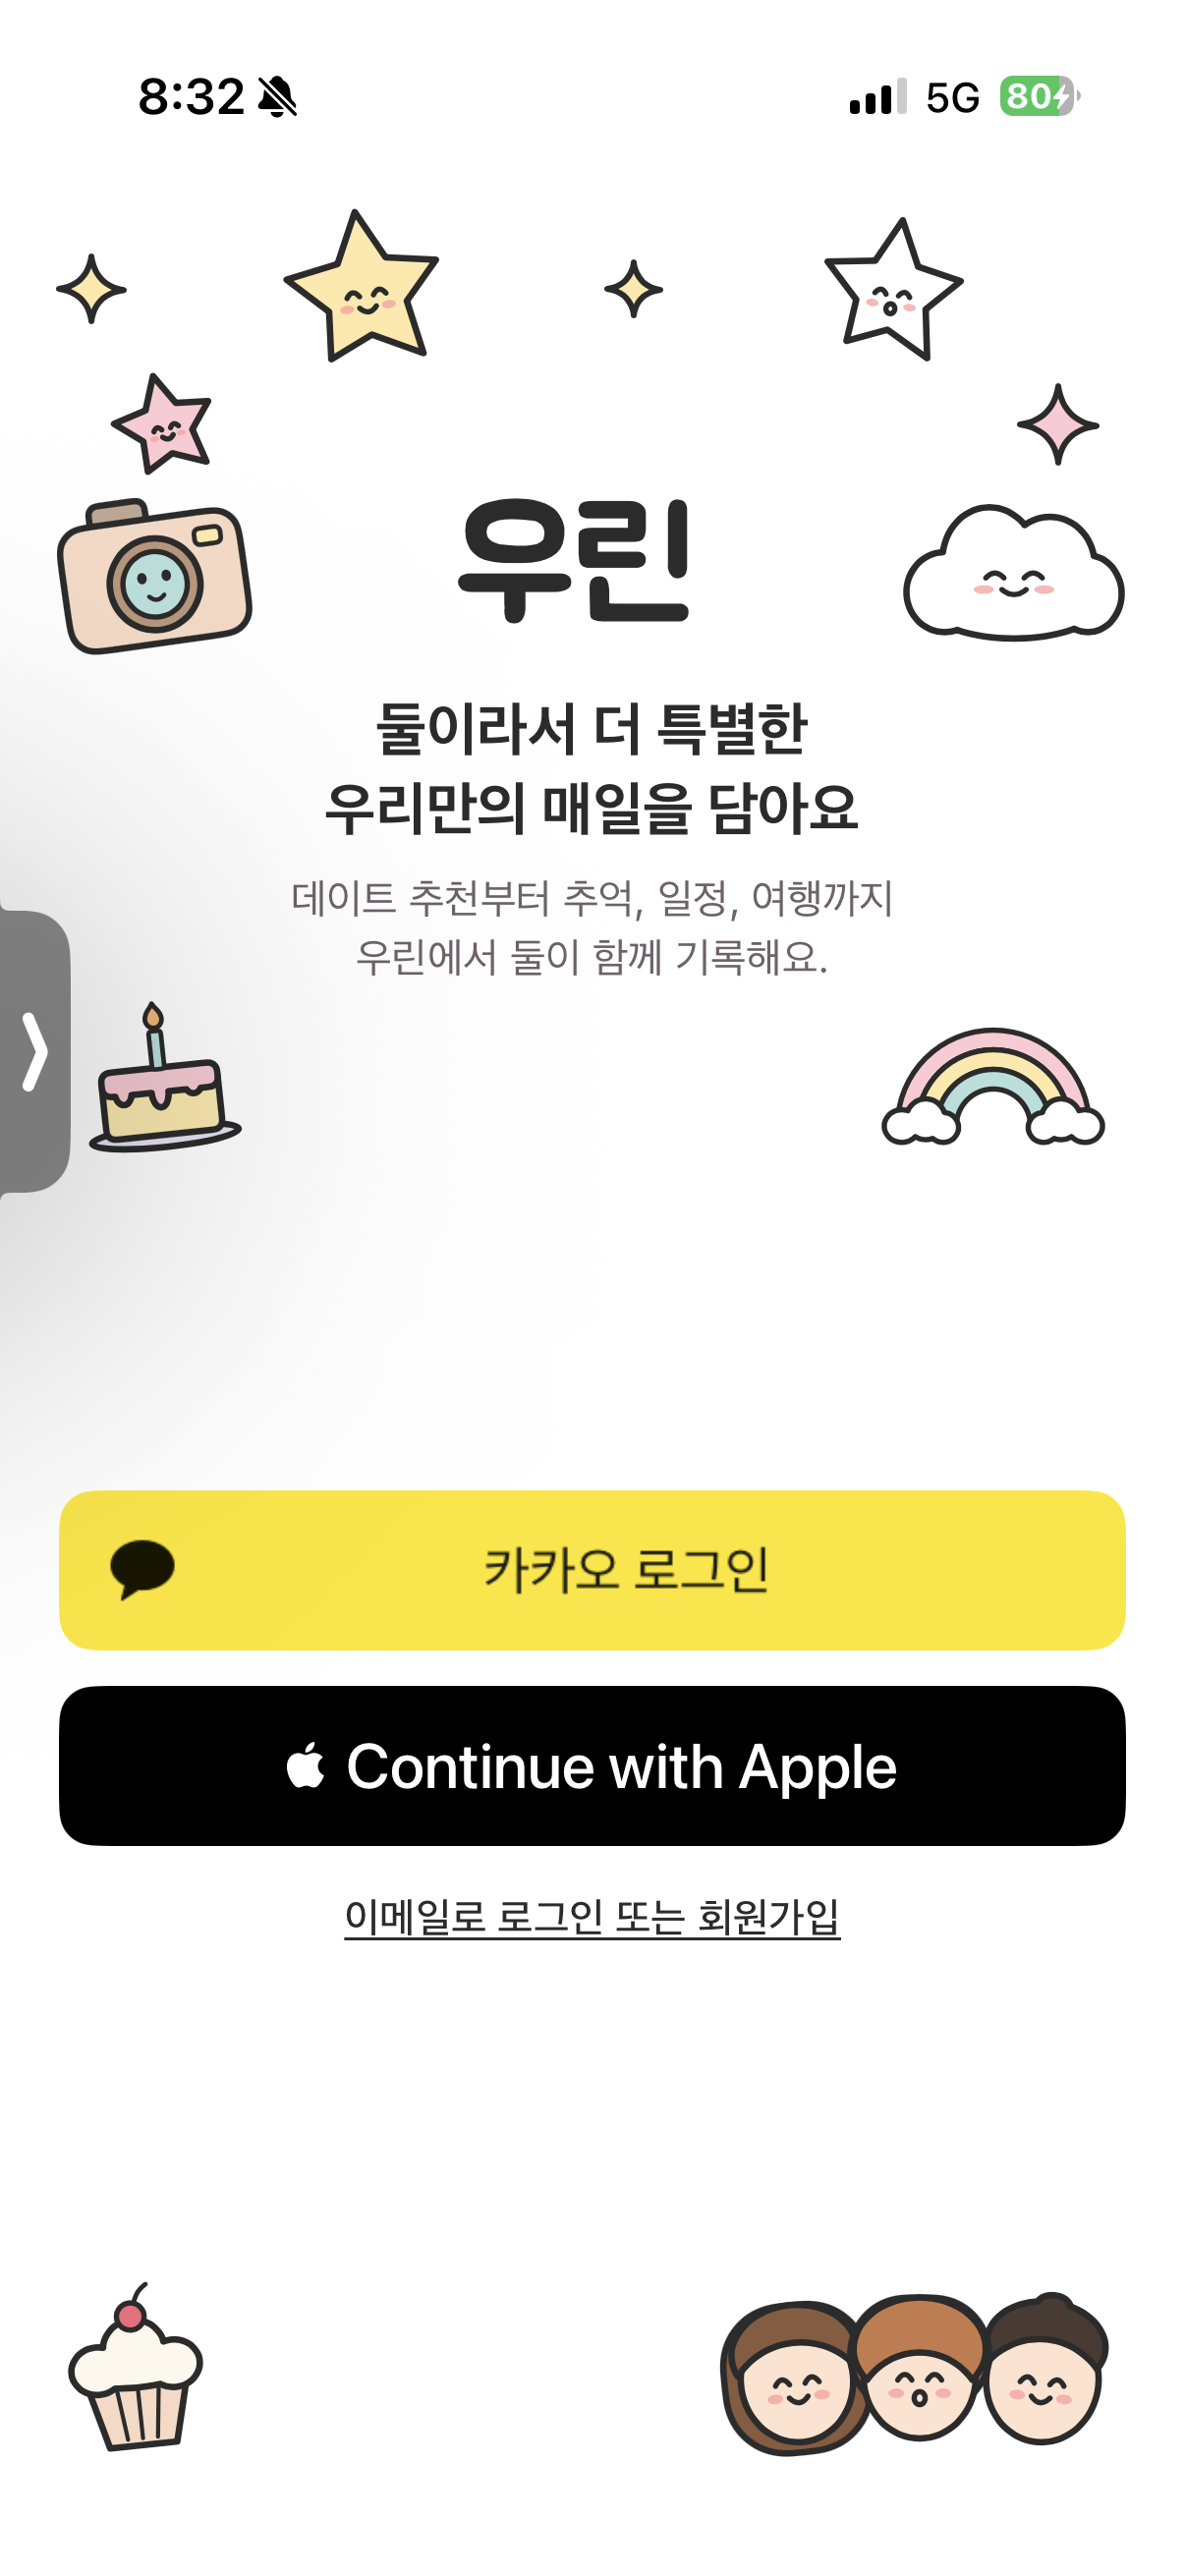 8:32
5G
80
우린
둘이라서 더 특별한
우리만의 매일을 담아요
데이트 추천부터 추억, 일정, 여행까지
우린에서 둘이 함께 기록해요.
카카오 로그인
Continue with Apple
이메일로 로그인 또는 회원가입